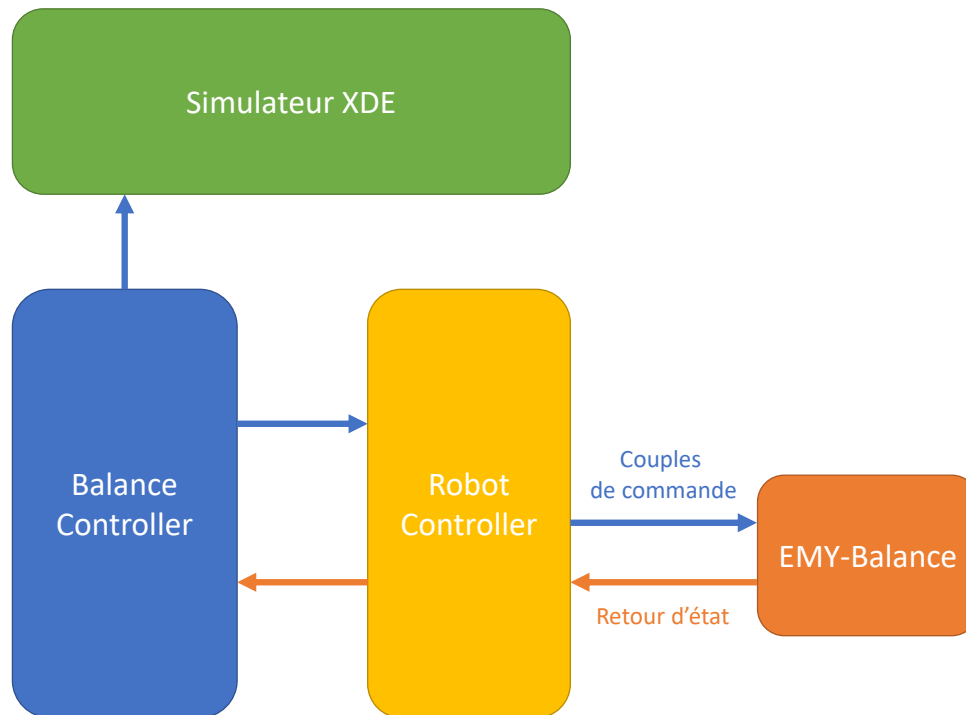 Simulateur XDE
Balance
Controller
Robot
Controller
Couples
de commande
EMY-Balance
Retour d’état